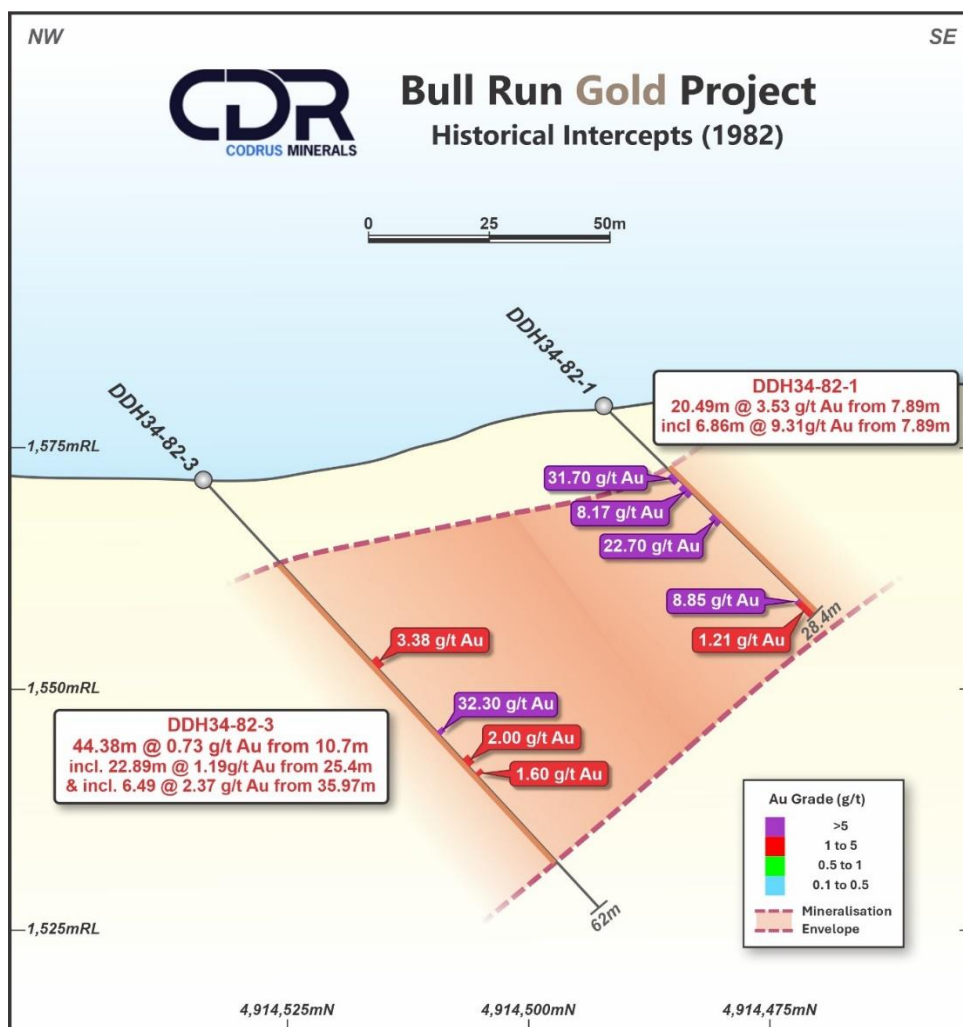 NW
SE
CDR
CODRUS MINERALS
Bull Run Gold Project
Historical Intercepts (1982)
0 25 50m
DDH34-82-1
DDH34-82-3
DDH34-82-1
20.49m @ 3.53 g/t Au from 7.89m
incl 6.86m @ 9.31g/t Au from 7.89m
1,575mRL
31.70 g/t Au
8.17 g/t Au
22.70 g/t Au
8.85 g/t Au
1.21 g/t Au
28.4m
3.38 g/t Au
1,550mRL
32.30 g/t Au
2.00 g/t Au
1.60 g/t Au
DDH34-82-3
44.38m @ 0.73 g/t Au from 10.7m
incl. 22.89m @ 1.19g/t Au from 25.4m
& incl. 6.49 @ 2.37 g/t Au from 35.97m
62m
1,525mRL
Au Grade (g/t)
>5
1 to 5
0.5 to 1
0.1 to 0.5
Mineralisation
Envelope
4,914,525mN 4,914,500mN 4,914,475mN